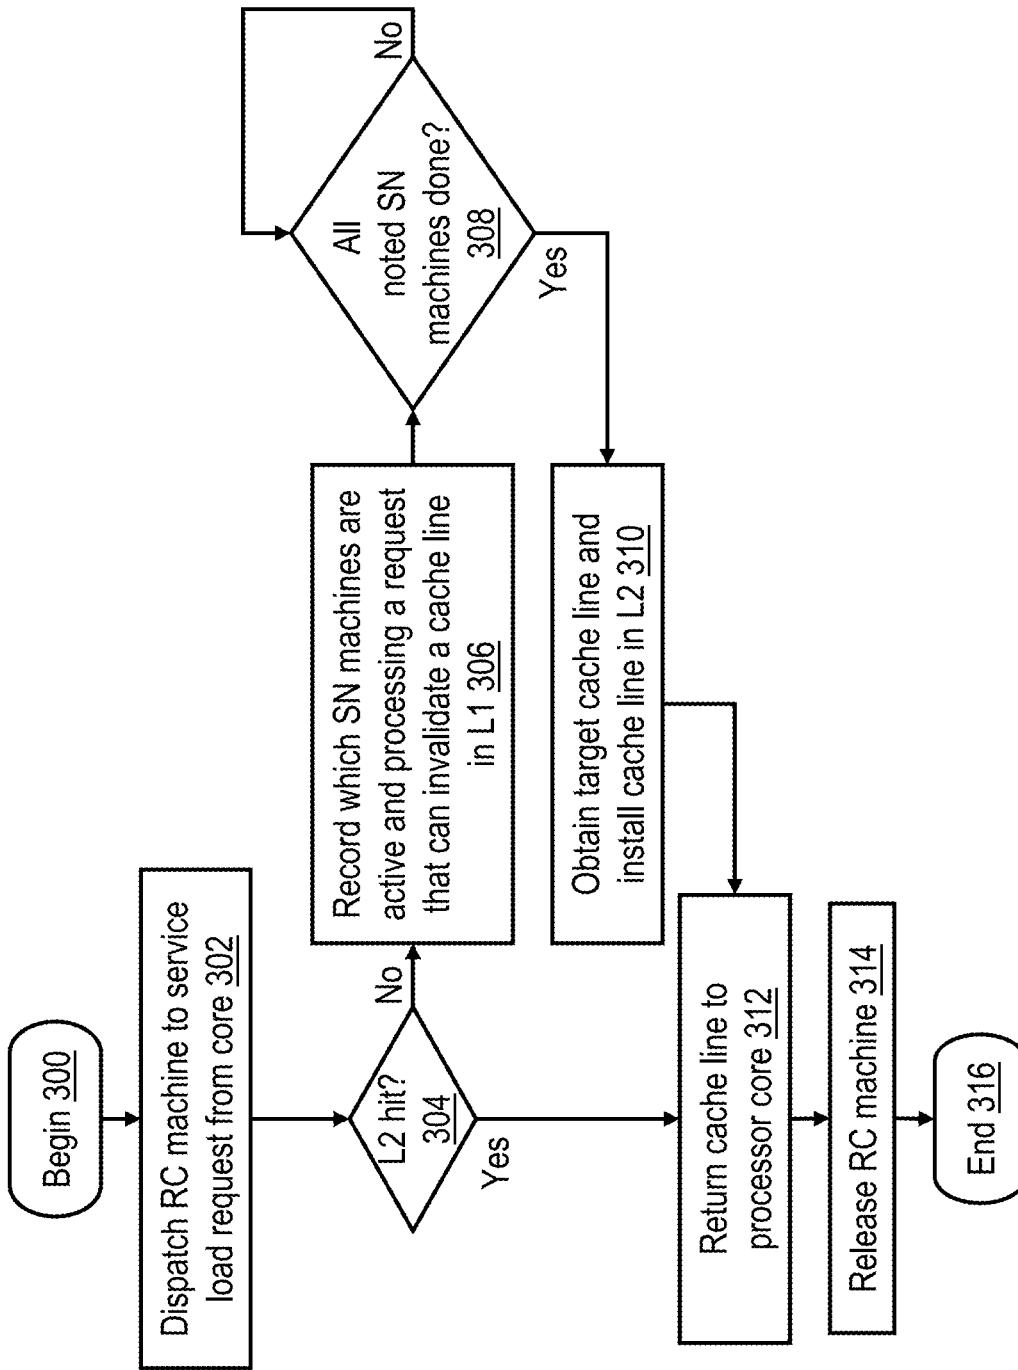 Begin 300
Dispatch RC machine to service
load request from core 302
L2 hit?
304
No
Yes
Record which SN machines are
active and processing a request
that can invalidate a cache line
in L1 306
All
noted SN
machines done?
308
No
Yes
Obtain target cache line and
install cache line in L2 310
Return cache line to
processor core 312
Release RC machine 314
End 316